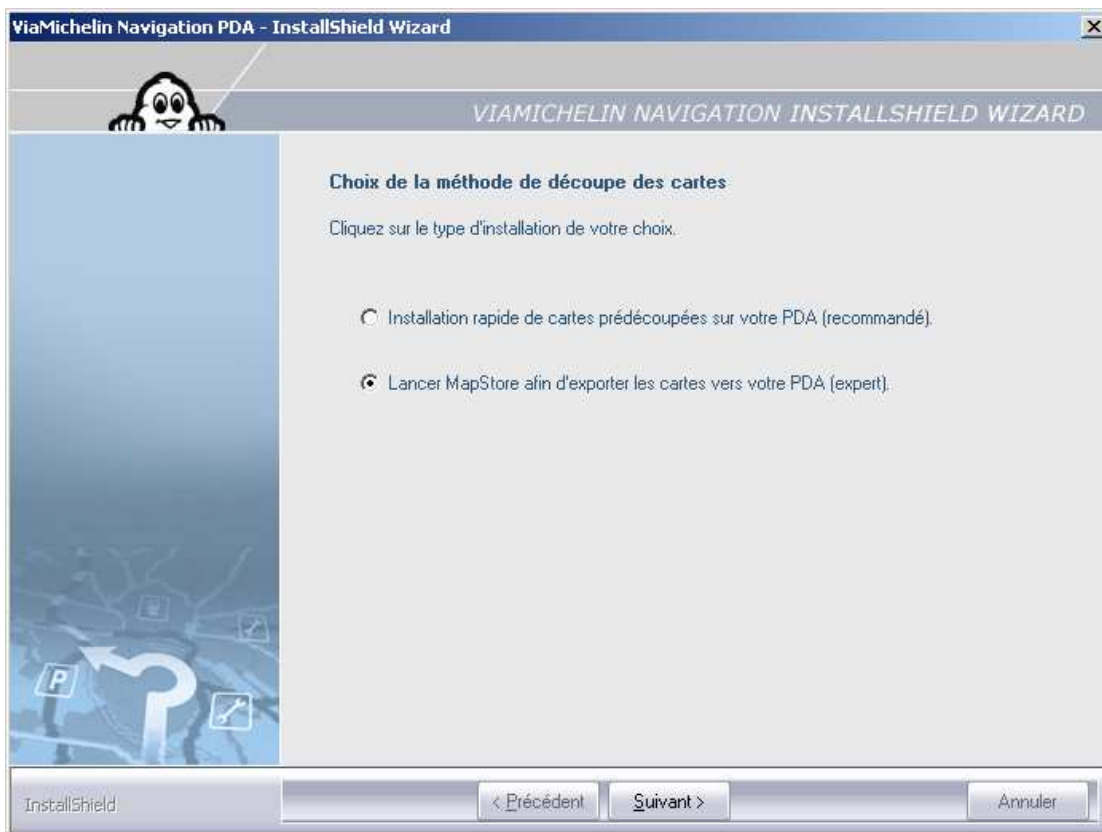 ViaMichelin Navigation PDA - InstallShield Wizard
VIAMICHELIN NAVIGATION INSTALLSHIELD WIZARD
Choix de la méthode de découpe des cartes
Cliquez sur le type d'installation de votre choix.
Installation rapide de cartes prédécoupées sur votre PDA (recommandé).
Lancer MapStore afin d'exporter les cartes vers votre PDA (expert).
P
InstallShield
< Précédent
Suivant >
Annuler